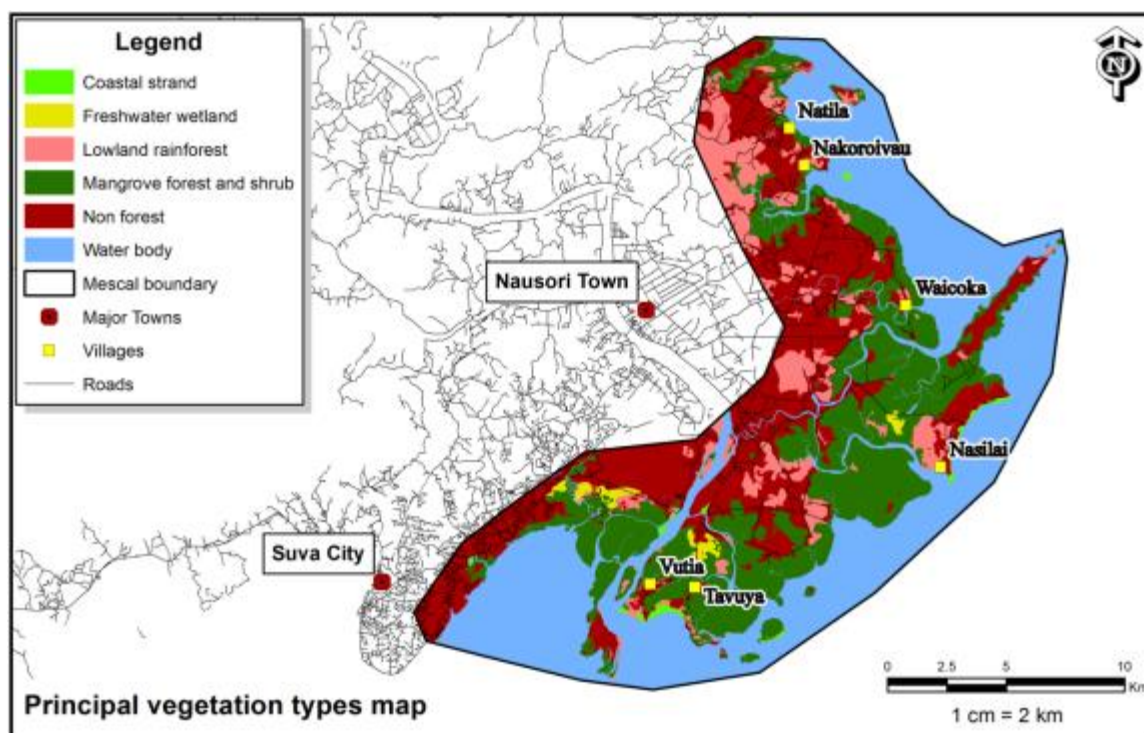 Legend
Coastal strand
Freshwater wetland
Lowland rainforest
Mangrove forest and shrub
Non forest
Water body
Mescal boundary
Major Towns
Villages
Roads
N
Natila
Nakoroivau
Nausori Town
Waicoka
Nasilai
Suva City
Vutia
Tavuya
0 2.5 5 10
Km
1 cm = 2 km
Principal vegetation types map